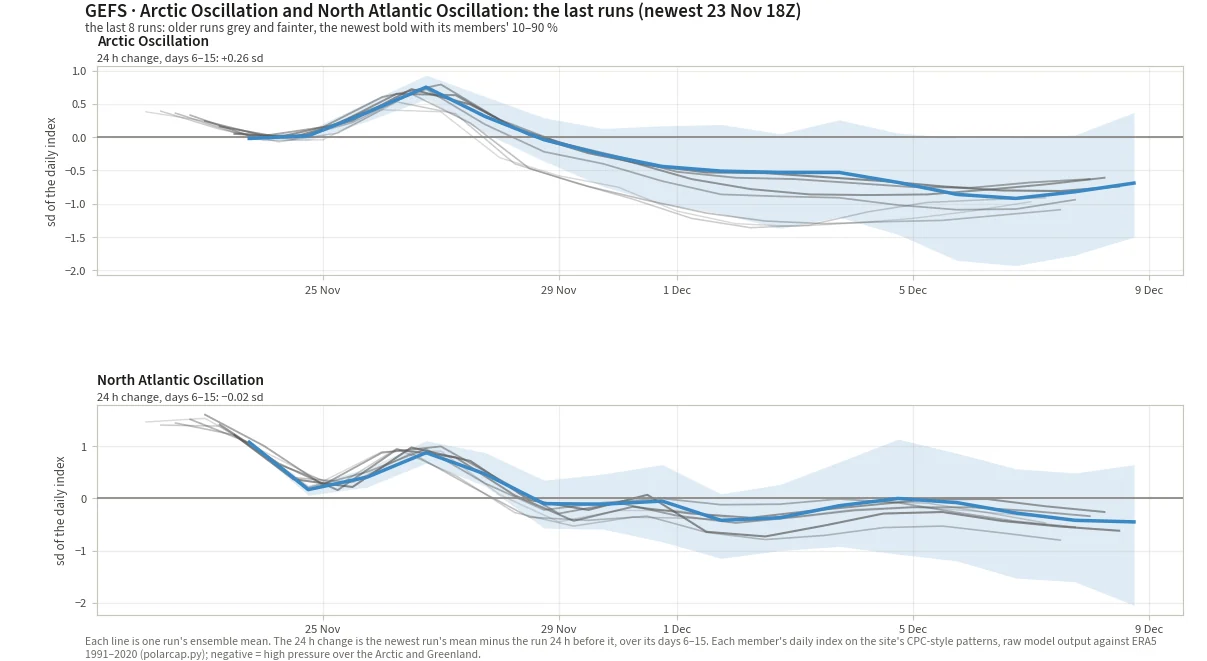 GEFS · Arctic Oscillation and North Atlantic Oscillation: the last runs (newest 23 Nov 18Z)
the last 8 runs: older runs grey and fainter, the newest bold with its members' 10–90 %
Arctic Oscillation
24 h change, days 6–15: +0.26 sd
1.0
0.5
0.0
−0.5
−1.0
−1.5
−2.0
sd of the daily index
25 Nov
29 Nov
1 Dec
5 Dec
9 Dec
North Atlantic Oscillation
24 h change, days 6–15: −0.02 sd
1
0
−1
−2
sd of the daily index
25 Nov
29 Nov
1 Dec
5 Dec
9 Dec
Each line is one run's ensemble mean. The 24 h change is the newest run's mean minus the run 24 h before it, over its days 6–15. Each member's daily index on the site's CPC-style patterns, raw model output against ERA5
1991–2020 (polarcap.py); negative = high pressure over the Arctic and Greenland.